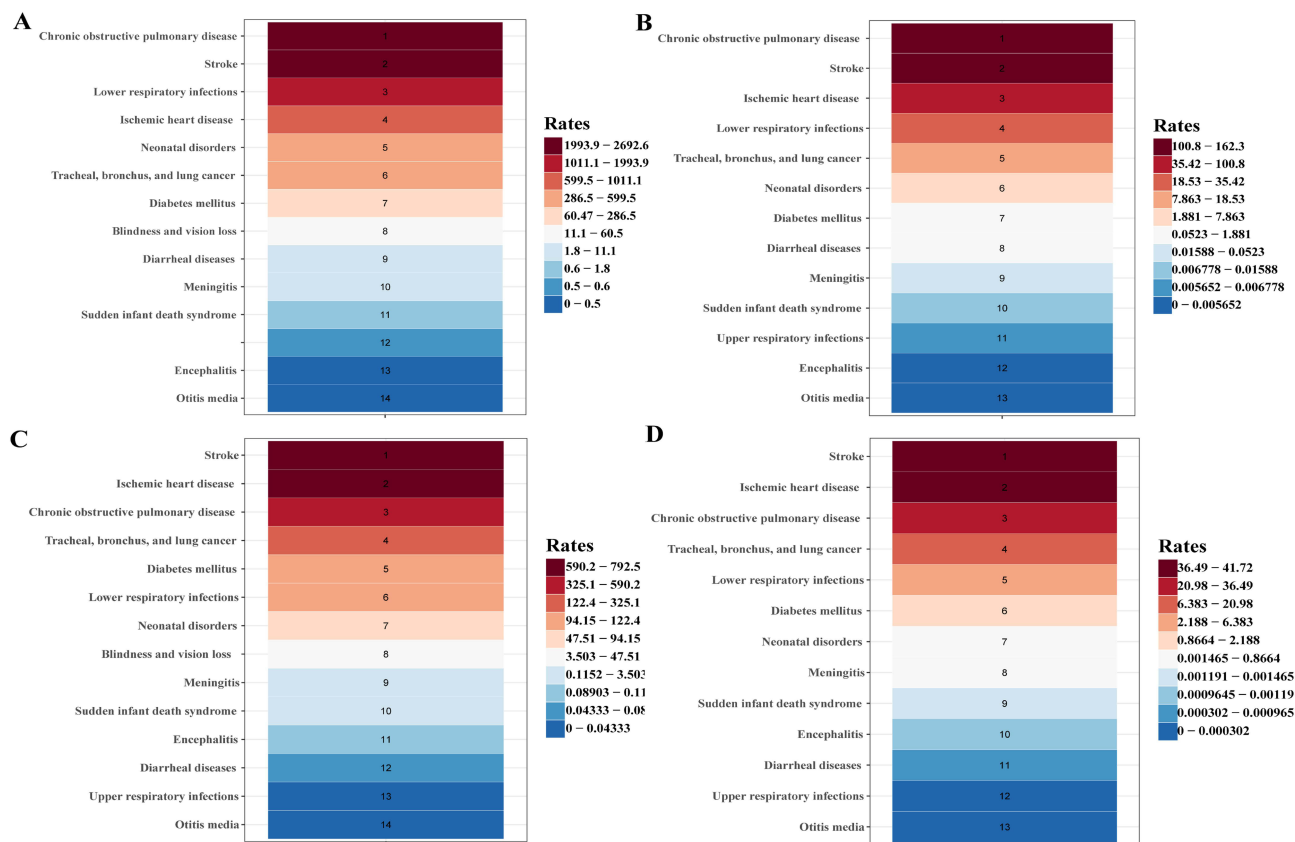 A
Chronic obstructive pulmonary disease 1
Stroke 2
Lower respiratory infections 3
Ischemic heart disease 4
Neonatal disorders 5
Tracheal, bronchus, and lung cancer 6
Diabetes mellitus 7
Blindness and vision loss 8
Diarrheal diseases 9
Meningitis 10
Sudden infant death syndrome 11
12
Encephalitis 13
Otitis media 14
Rates
1993.9 − 2692.6
1011.1 − 1993.9
599.5 − 1011.1
286.5 − 599.5
60.47 − 286.5
11.1 − 60.5
1.8 − 11.1
0.6 − 1.8
0.5 − 0.6
0 − 0.5
B
Chronic obstructive pulmonary disease 1
Stroke 2
Ischemic heart disease 3
Lower respiratory infections 4
Tracheal, bronchus, and lung cancer 5
Neonatal disorders 6
Diabetes mellitus 7
Diarrheal diseases 8
Meningitis 9
Sudden infant death syndrome 10
Upper respiratory infections 11
Encephalitis 12
Otitis media 13
Rates
100.8 − 162.3
35.42 − 100.8
18.53 − 35.42
7.863 − 18.53
1.881 − 7.863
0.0523 − 1.881
0.01588 − 0.0523
0.006778 − 0.01588
0.005652 − 0.006778
0 − 0.005652
C
Stroke 1
Ischemic heart disease 2
Chronic obstructive pulmonary disease 3
Tracheal, bronchus, and lung cancer 4
Diabetes mellitus 5
Lower respiratory infections 6
Neonatal disorders 7
Blindness and vision loss 8
Meningitis 9
Sudden infant death syndrome 10
Encephalitis 11
Diarrheal diseases 12
Upper respiratory infections 13
Otitis media 14
Rates
590.2 − 792.5
325.1 − 590.2
122.4 − 325.1
94.15 − 122.4
47.51 − 94.15
3.503 − 47.51
0.1152 − 3.503
0.08903 − 0.11
0.04333 − 0.08
0 − 0.04333
D
Stroke 1
Ischemic heart disease 2
Chronic obstructive pulmonary disease 3
Tracheal, bronchus, and lung cancer 4
Lower respiratory infections 5
Diabetes mellitus 6
Neonatal disorders 7
Meningitis 8
Sudden infant death syndrome 9
Encephalitis 10
Diarrheal diseases 11
Upper respiratory infections 12
Otitis media 13
Rates
36.49 − 41.72
20.98 − 36.49
6.383 − 20.98
2.188 − 6.383
0.8664 − 2.188
0.001465 − 0.8664
0.001191 − 0.001465
0.0009645 − 0.00119
0.000302 − 0.000965
0 − 0.000302